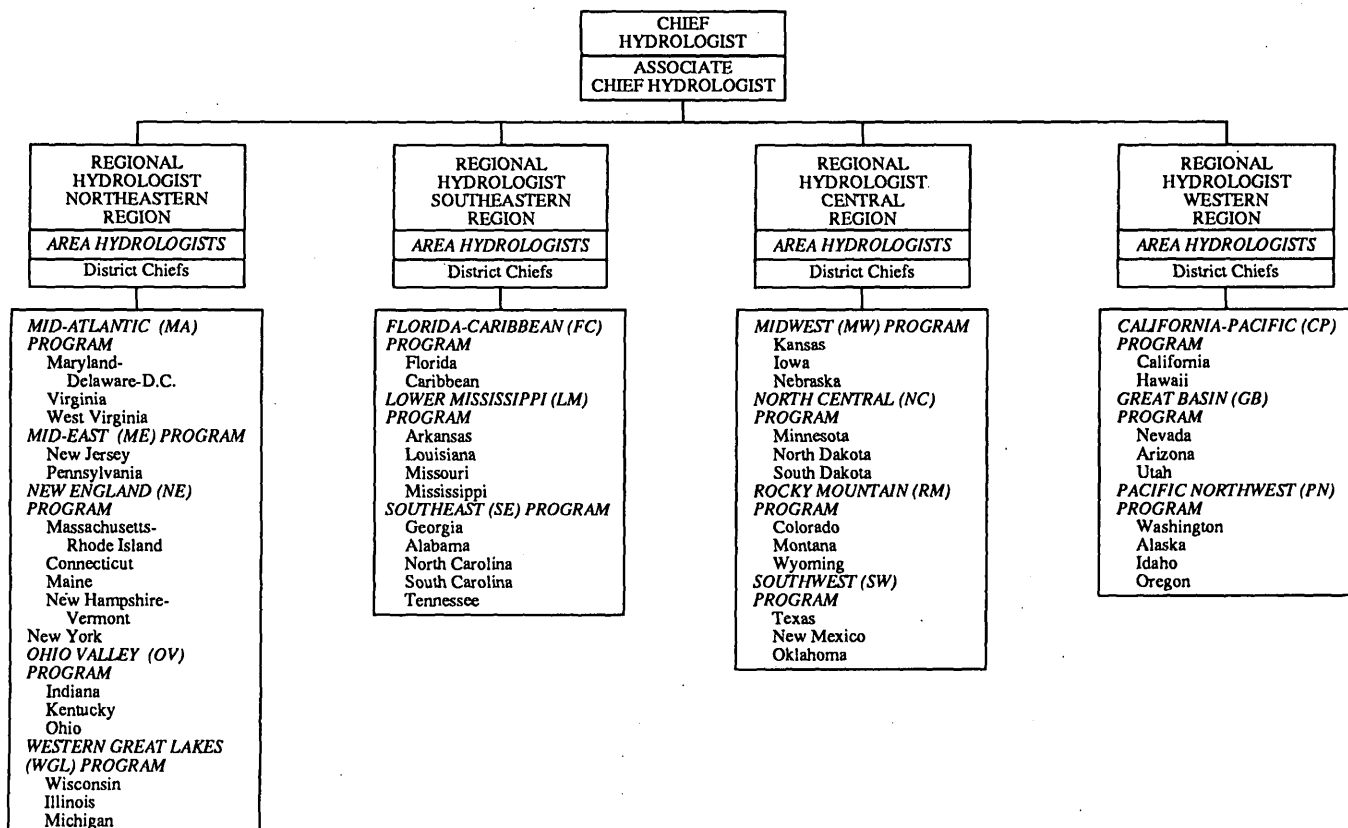 CHIEF
HYDROLOGIST
ASSOCIATE
CHIEF HYDROLOGIST
REGIONAL
HYDROLOGIST
NORTHEASTERN
REGION
AREA HYDROLOGISTS
District Chiefs
MID-ATLANTIC (MA)
PROGRAM
Maryland-
Delaware-D.C.
Virginia
West Virginia
MID-EAST (ME) PROGRAM
New Jersey
Pennsylvania
NEW ENGLAND (NE)
PROGRAM
Massachusetts-
Rhode Island
Connecticut
Maine
New Hampshire-
Vermont
New York
OHIO VALLEY (OV)
PROGRAM
Indiana
Kentucky
Ohio
WESTERN GREAT LAKES
(WGL) PROGRAM
Wisconsin
Illinois
Michigan
REGIONAL
HYDROLOGIST
SOUTHEASTERN
REGION
AREA HYDROLOGISTS
District Chiefs
FLORIDA-CARIBBEAN (FC)
PROGRAM
Florida
Caribbean
LOWER MISSISSIPPI (LM)
PROGRAM
Arkansas
Louisiana
Missouri
Mississippi
SOUTHEAST (SE) PROGRAM
Georgia
Alabama
North Carolina
South Carolina
Tennessee
REGIONAL
HYDROLOGIST
CENTRAL
REGION
AREA HYDROLOGISTS
District Chiefs
MIDWEST (MW) PROGRAM
Kansas
Iowa
Nebraska
NORTH CENTRAL (NC)
PROGRAM
Minnesota
North Dakota
South Dakota
ROCKY MOUNTAIN (RM)
PROGRAM
Colorado
Montana
Wyoming
SOUTHWEST (SW)
PROGRAM
Texas
New Mexico
Oklahoma
REGIONAL
HYDROLOGIST
WESTERN
REGION
AREA HYDROLOGISTS
District Chiefs
CALIFORNIA-PACIFIC (CP)
PROGRAM
California
Hawaii
GREAT BASIN (GB)
PROGRAM
Nevada
Arizona
Utah
PACIFIC NORTHWEST (PN)
PROGRAM
Washington
Alaska
Idaho
Oregon